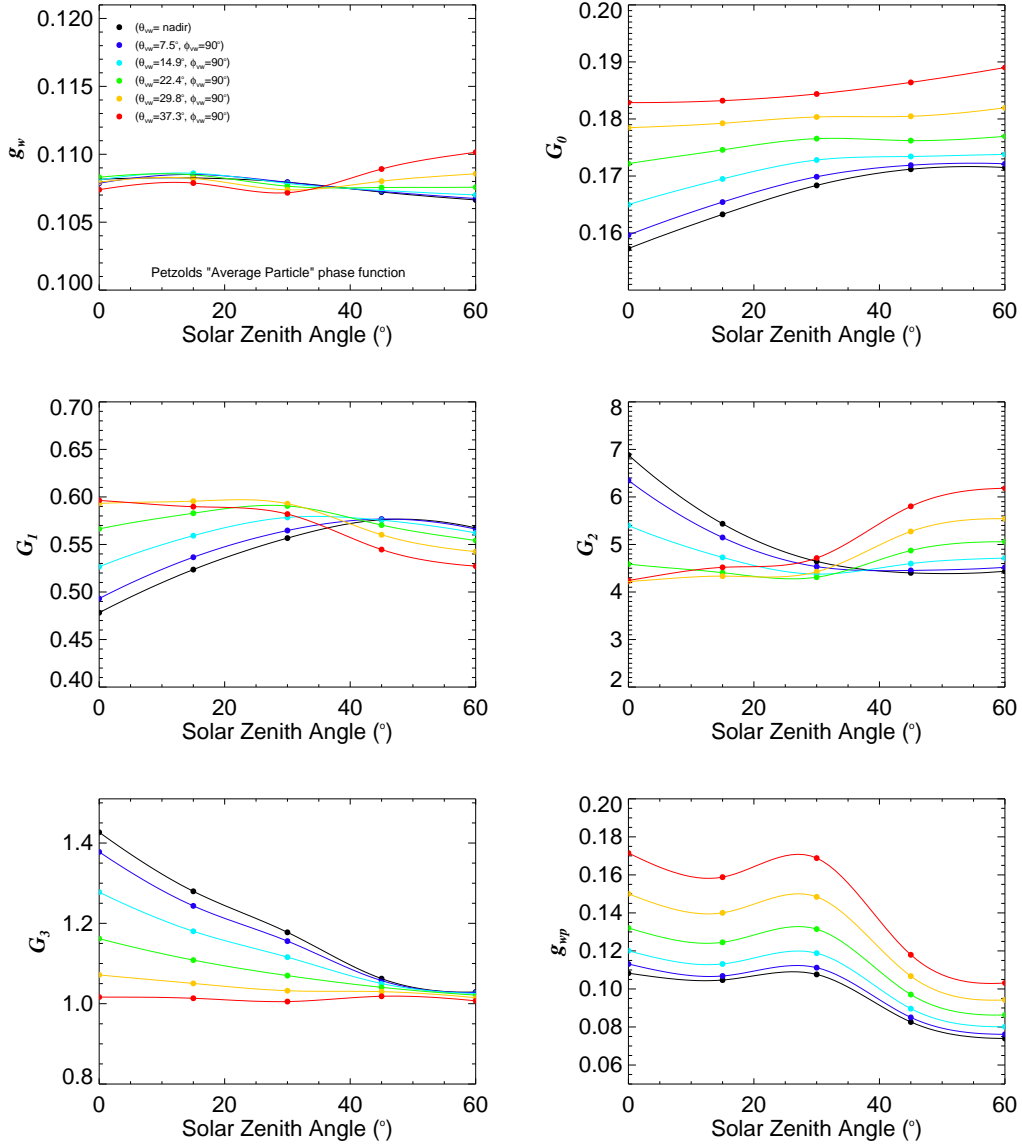 0.120
0.115
0.110
0.105
0.100
g_w
(θ_vw= nadir)
(θ_vw=7.5°, ϕ_vw=90°)
(θ_vw=14.9°, ϕ_vw=90°)
(θ_vw=22.4°, ϕ_vw=90°)
(θ_vw=29.8°, ϕ_vw=90°)
(θ_vw=37.3°, ϕ_vw=90°)
Petzolds "Average Particle" phase function
0 20 40 60
Solar Zenith Angle (°)
0.20
0.19
0.18
0.17
0.16
G_0
0 20 40 60
Solar Zenith Angle (°)
0.70
0.65
0.60
0.55
0.50
0.45
0.40
G_1
0 20 40 60
Solar Zenith Angle (°)
8
7
6
5
4
3
2
G_2
0 20 40 60
Solar Zenith Angle (°)
1.4
1.2
1.0
0.8
G_3
0 20 40 60
Solar Zenith Angle (°)
0.20
0.18
0.16
0.14
0.12
0.10
0.08
0.06
g_wp
0 20 40 60
Solar Zenith Angle (°)